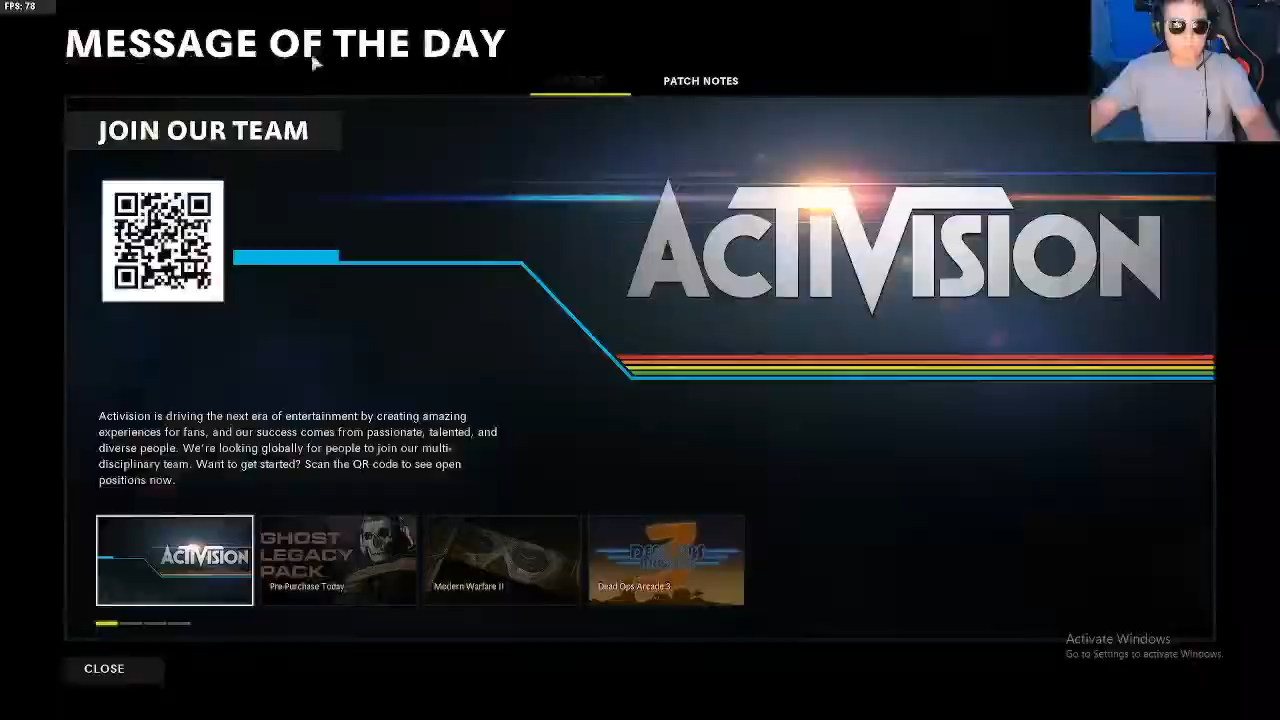 FPS: 78
MESSAGE OF THE DAY
PATCH NOTES
JOIN OUR TEAM
ACTIVISION
Activision is driving the next era of entertainment by creating amazing
experiences for fans, and our success comes from passionate, talented, and
diverse people. We're looking globally for people to join our multi-
disciplinary team. Want to get started? Scan the QR code to see open
positions now.
ACTIVISION
GHOST
LEGACY
PACK
Pre-Purchase Today
Modern Warfare II
Dead Ops Arcade 3
Activate Windows
Go to Settings to activate Windows.
CLOSE